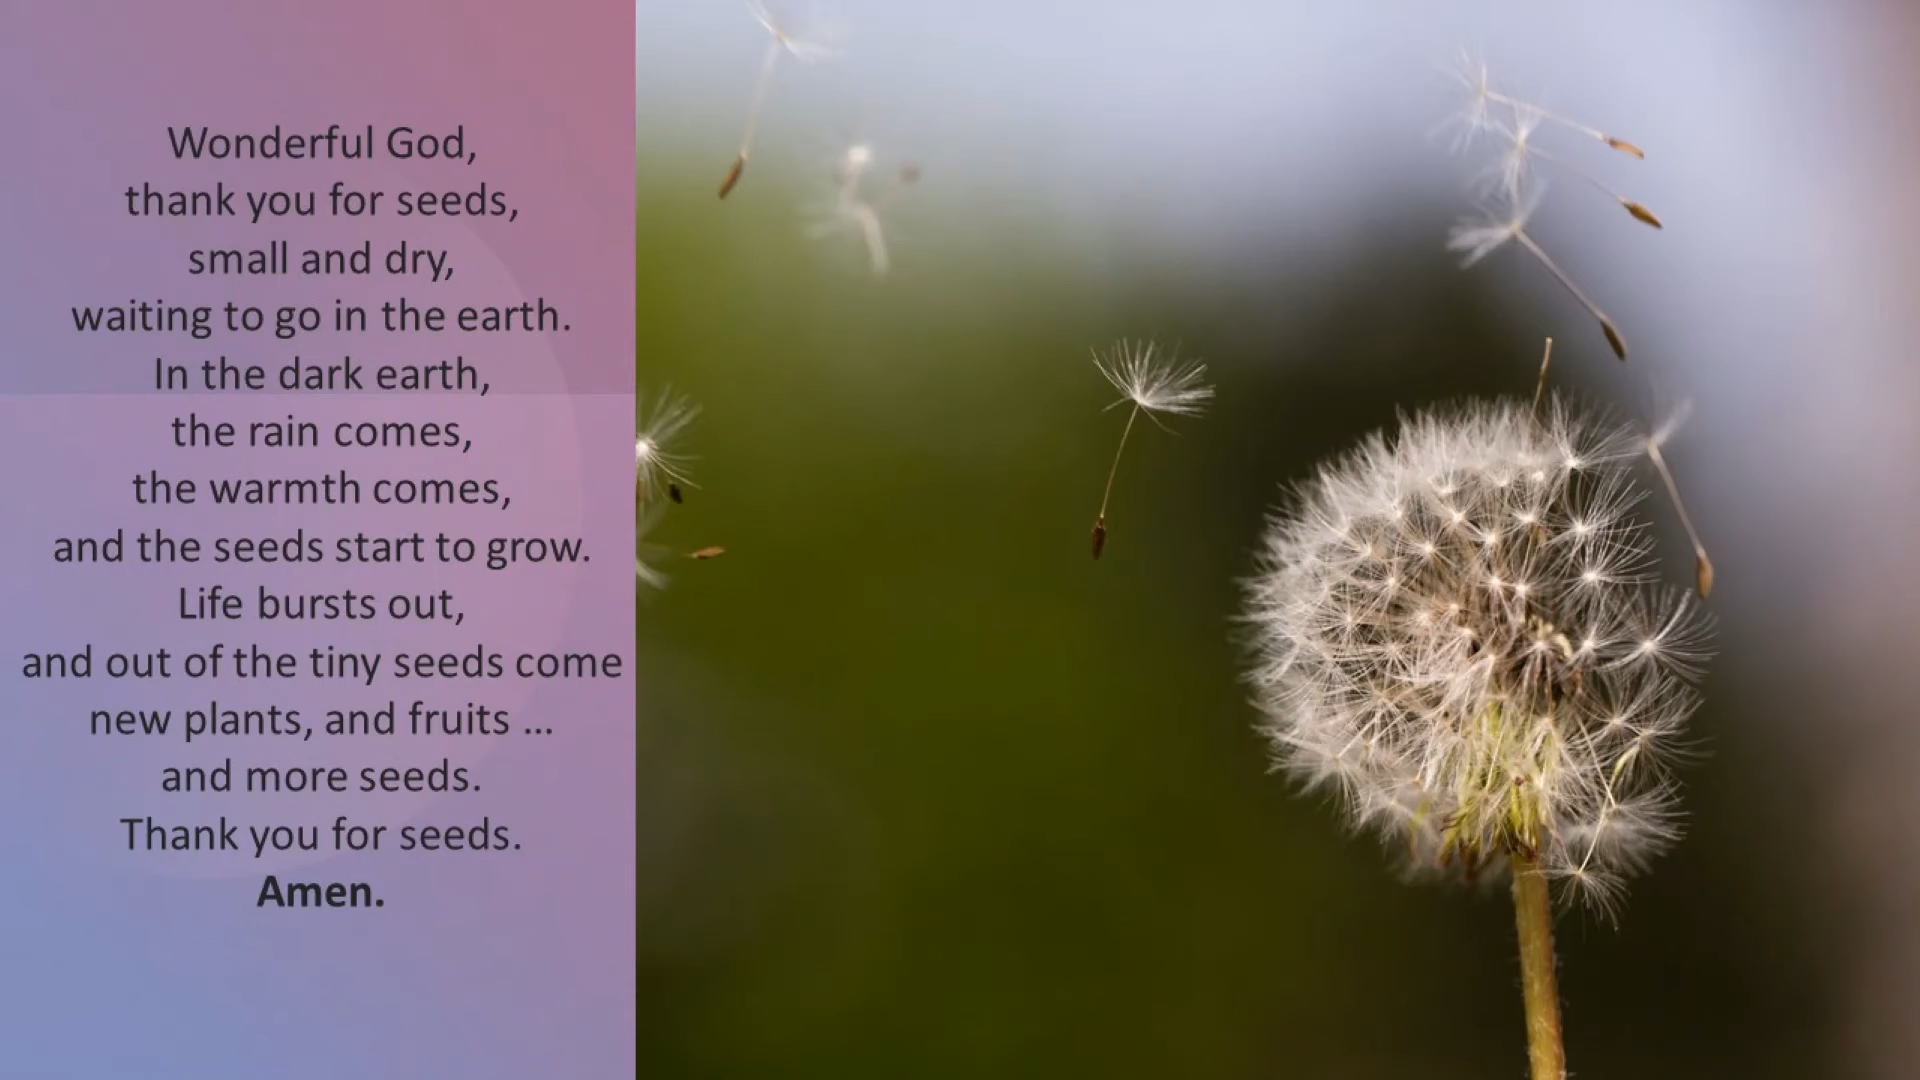 Wonderful God,
thank you for seeds,
small and dry,
waiting to go in the earth.
In the dark earth,
the rain comes,
the warmth comes,
and the seeds start to grow.
Life bursts out,
and out of the tiny seeds come
new plants, and fruits ...
and more seeds.
Thank you for seeds.
Amen.